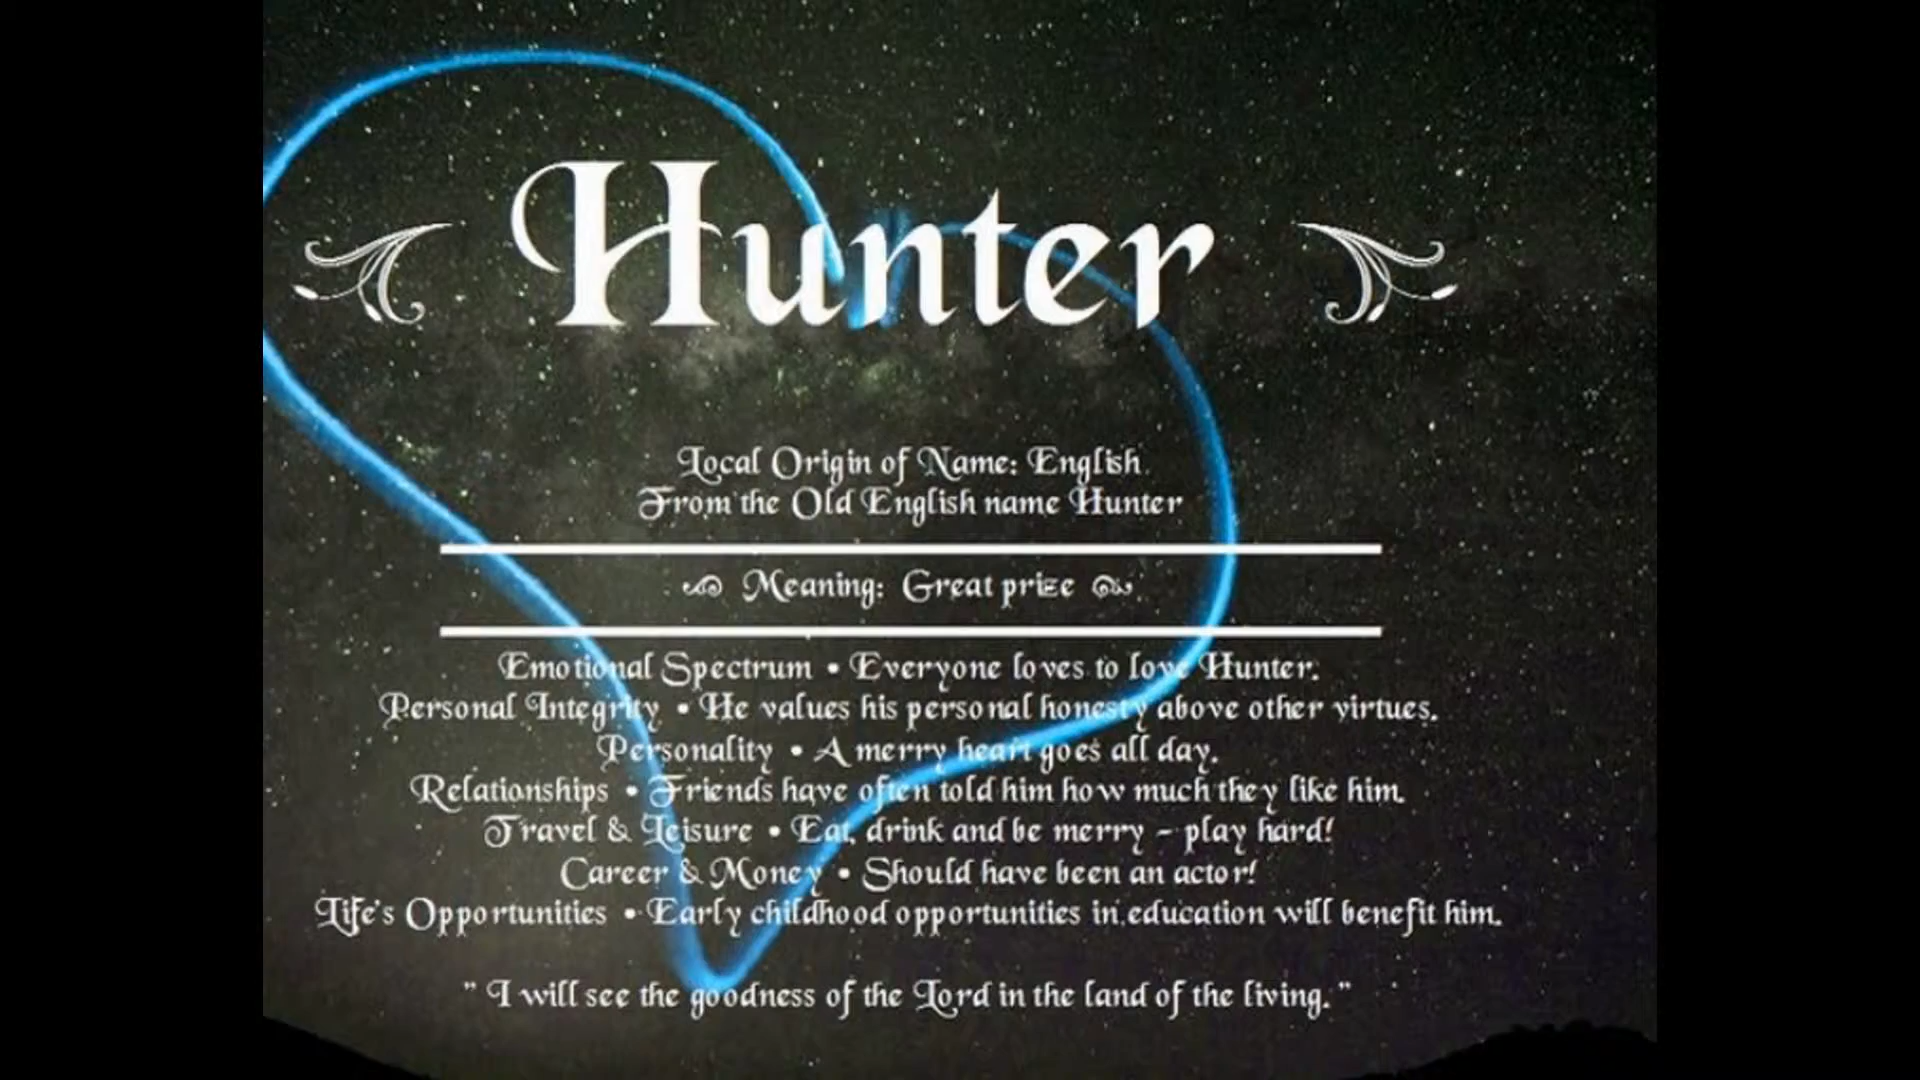 Hunter
Local Origin of Name: English
From the Old English name Hunter
Meaning: Great prize
Emotional Spectrum • Everyone loves to love Hunter.
Personal Integrity • He values his personal honesty above other virtues.
Personality • A merry heart goes all day.
Relationships • Friends have often told him how much they like him.
Travel & Leisure • Eat, drink and be merry - play hard!
Career & Money • Should have been an actor!
Life's Opportunities • Early childhood opportunities in education will benefit him.
" I will see the goodness of the Lord in the land of the living. "